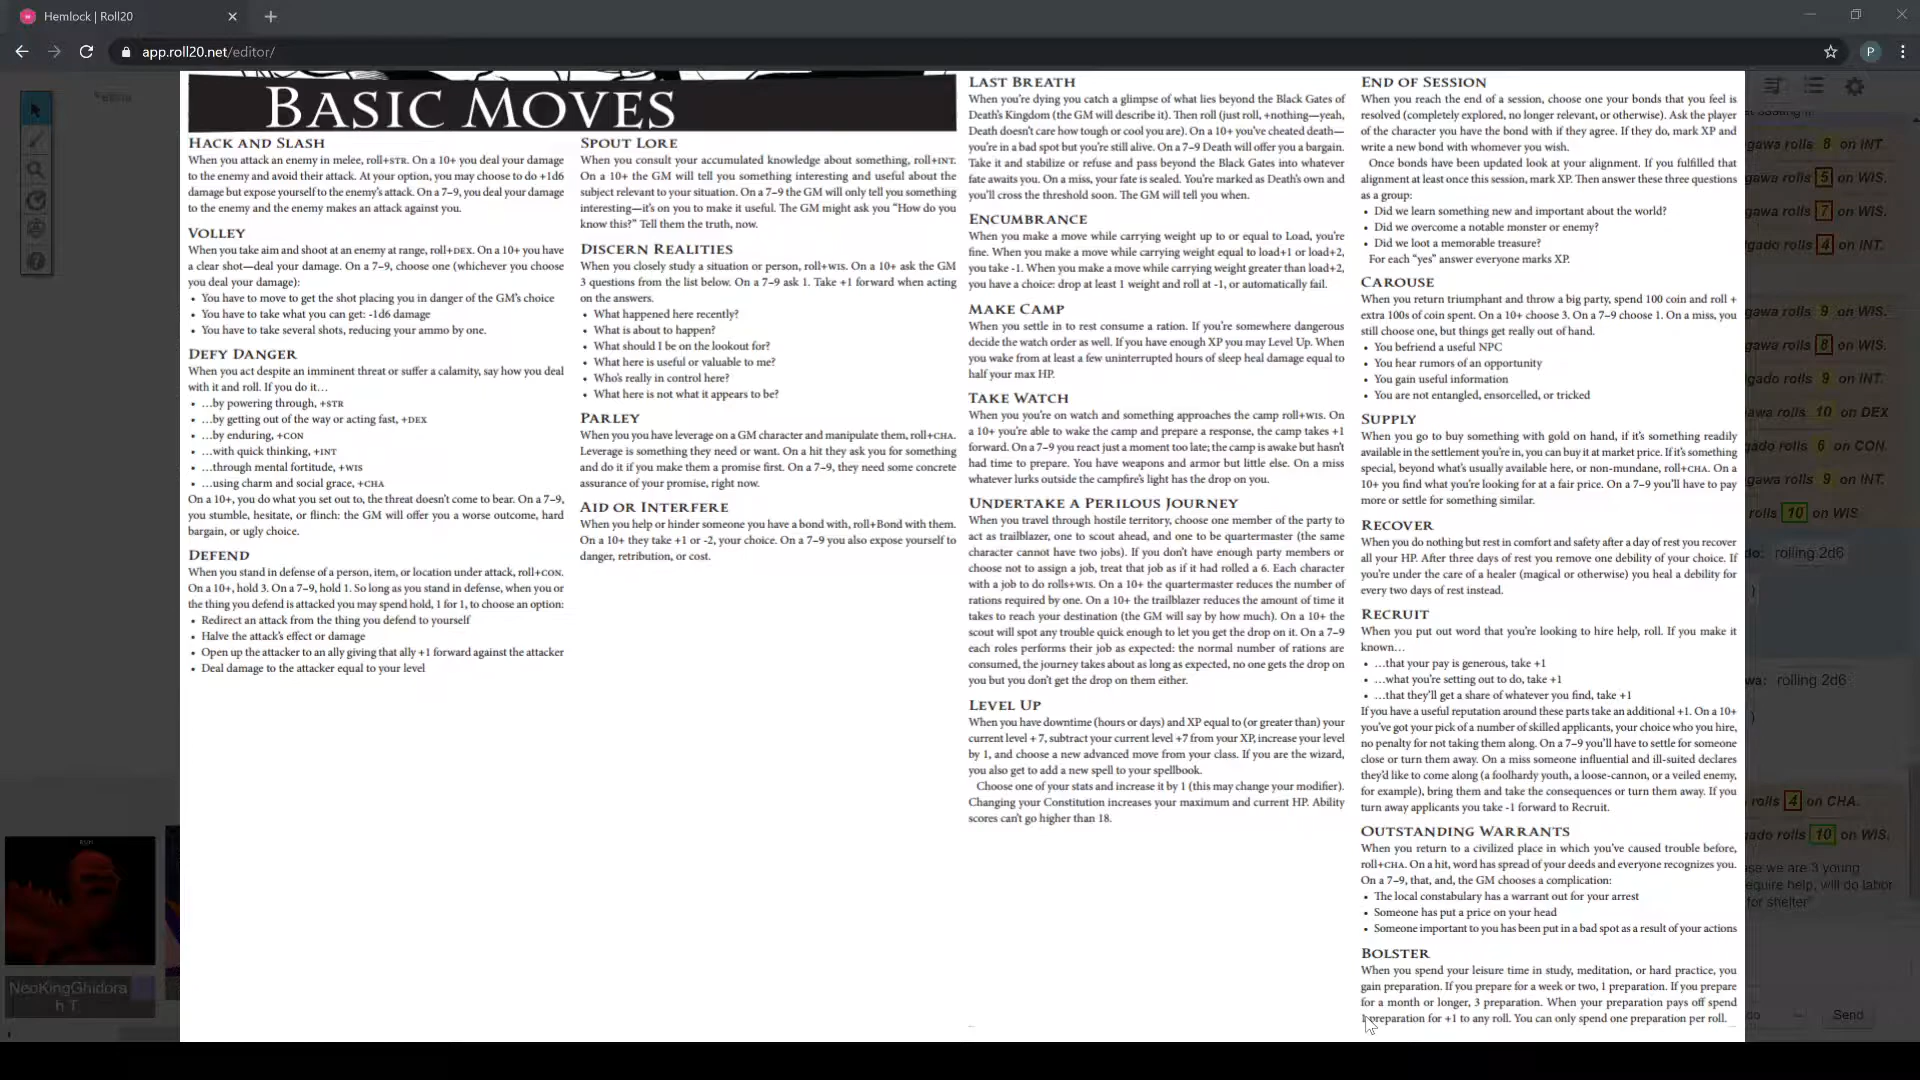 Hemlock | Roll20
app.roll20.net/editor/
P
BASIC MOVES
HACK AND SLASH
When you attack an enemy in melee, roll+STR. On a 10+ you deal your damage
to the enemy and avoid their attack. At your option, you may choose to do +1d6
damage but expose yourself to the enemy's attack. On a 7–9, you deal your damage
to the enemy and the enemy makes an attack against you.
VOLLEY
When you take aim and shoot at an enemy at range, roll+DEX. On a 10+ you have
a clear shot—deal your damage. On a 7–9, choose one (whichever you choose
you deal your damage):
• You have to move to get the shot placing you in danger of the GM's choice
• You have to take what you can get: -1d6 damage
• You have to take several shots, reducing your ammo by one.
DEFY DANGER
When you act despite an imminent threat or suffer a calamity, say how you deal
with it and roll. If you do it…
• …by powering through, +STR
• …by getting out of the way or acting fast, +DEX
• …by enduring, +CON
• …with quick thinking, +INT
• …through mental fortitude, +WIS
• …using charm and social grace, +CHA
On a 10+, you do what you set out to, the threat doesn't come to bear. On a 7–9,
you stumble, hesitate, or flinch: the GM will offer you a worse outcome, hard
bargain, or ugly choice.
DEFEND
When you stand in defense of a person, item, or location under attack, roll+CON.
On a 10+, hold 3. On a 7–9, hold 1. So long as you stand in defense, when you or
the thing you defend is attacked you may spend hold, 1 for 1, to choose an option:
• Redirect an attack from the thing you defend to yourself
• Halve the attack's effect or damage
• Open up the attacker to an ally giving that ally +1 forward against the attacker
• Deal damage to the attacker equal to your level
SPOUT LORE
When you consult your accumulated knowledge about something, roll+INT.
On a 10+ the GM will tell you something interesting and useful about the
subject relevant to your situation. On a 7–9 the GM will only tell you something
interesting—it's on you to make it useful. The GM might ask you “How do you
know this?” Tell them the truth, now.
DISCERN REALITIES
When you closely study a situation or person, roll+WIS. On a 10+ ask the GM
3 questions from the list below. On a 7–9 ask 1. Take +1 forward when acting
on the answers.
• What happened here recently?
• What is about to happen?
• What should I be on the lookout for?
• What here is useful or valuable to me?
• Who's really in control here?
• What here is not what it appears to be?
PARLEY
When you you have leverage on a GM character and manipulate them, roll+CHA.
Leverage is something they need or want. On a hit they ask you for something
and do it if you make them a promise first. On a 7–9, they need some concrete
assurance of your promise, right now.
AID OR INTERFERE
When you help or hinder someone you have a bond with, roll+Bond with them.
On a 10+ they take +1 or -2, your choice. On a 7–9 you also expose yourself to
danger, retribution, or cost.
LAST BREATH
When you're dying you catch a glimpse of what lies beyond the Black Gates of
Death's Kingdom (the GM will describe it). Then roll (just roll, +nothing—yeah,
Death doesn't care how tough or cool you are). On a 10+ you've cheated death—
you're in a bad spot but you're still alive. On a 7–9 Death will offer you a bargain.
Take it and stabilize or refuse and pass beyond the Black Gates into whatever
fate awaits you. On a miss, your fate is sealed. You're marked as Death's own and
you'll cross the threshold soon. The GM will tell you when.
ENCUMBRANCE
When you make a move while carrying weight up to or equal to Load, you're
fine. When you make a move while carrying weight equal to load+1 or load+2,
you take -1. When you make a move while carrying weight greater than load+2,
you have a choice: drop at least 1 weight and roll at -1, or automatically fail.
MAKE CAMP
When you settle in to rest consume a ration. If you're somewhere dangerous
decide the watch order as well. If you have enough XP you may Level Up. When
you wake from at least a few uninterrupted hours of sleep heal damage equal to
half your max HP.
TAKE WATCH
When you you're on watch and something approaches the camp roll+WIS. On
a 10+ you're able to wake the camp and prepare a response, the camp takes +1
forward. On a 7–9 you react just a moment too late; the camp is awake but hasn't
had time to prepare. You have weapons and armor but little else. On a miss
whatever lurks outside the campfire's light has the drop on you.
UNDERTAKE A PERILOUS JOURNEY
When you travel through hostile territory, choose one member of the party to
act as trailblazer, one to scout ahead, and one to be quartermaster (the same
character cannot have two jobs). If you don't have enough party members or
choose not to assign a job, treat that job as if it had rolled a 6. Each character
with a job to do rolls+WIS. On a 10+ the quartermaster reduces the number of
rations required by one. On a 10+ the trailblazer reduces the amount of time it
takes to reach your destination (the GM will say by how much). On a 10+ the
scout will spot any trouble quick enough to let you get the drop on it. On a 7–9
each roles performs their job as expected: the normal number of rations are
consumed, the journey takes about as long as expected, no one gets the drop on
you but you don't get the drop on them either.
LEVEL UP
When you have downtime (hours or days) and XP equal to (or greater than) your
current level + 7, subtract your current level +7 from your XP, increase your level
by 1, and choose a new advanced move from your class. If you are the wizard,
you also get to add a new spell to your spellbook.
Choose one of your stats and increase it by 1 (this may change your modifier).
Changing your Constitution increases your maximum and current HP. Ability
scores can't go higher than 18.
END OF SESSION
When you reach the end of a session, choose one your bonds that you feel is
resolved (completely explored, no longer relevant, or otherwise). Ask the player
of the character you have the bond with if they agree. If they do, mark XP and
write a new bond with whomever you wish.
Once bonds have been updated look at your alignment. If you fulfilled that
alignment at least once this session, mark XP. Then answer these three questions
as a group:
• Did we learn something new and important about the world?
• Did we overcome a notable monster or enemy?
• Did we loot a memorable treasure?
For each “yes” answer everyone marks XP.
CAROUSE
When you return triumphant and throw a big party, spend 100 coin and roll +
extra 100s of coin spent. On a 10+ choose 3. On a 7–9 choose 1. On a miss, you
still choose one, but things get really out of hand.
• You befriend a useful NPC
• You hear rumors of an opportunity
• You gain useful information
• You are not entangled, ensorcelled, or tricked
SUPPLY
When you go to buy something with gold on hand, if it's something readily
available in the settlement you're in, you can buy it at market price. If it's something
special, beyond what's usually available here, or non-mundane, roll+CHA. On a
10+ you find what you're looking for at a fair price. On a 7–9 you'll have to pay
more or settle for something similar.
RECOVER
When you do nothing but rest in comfort and safety after a day of rest you recover
all your HP. After three days of rest you remove one debility of your choice. If
you're under the care of a healer (magical or otherwise) you heal a debility for
every two days of rest instead.
RECRUIT
When you put out word that you're looking to hire help, roll. If you make it
known…
• …that your pay is generous, take +1
• …what you're setting out to do, take +1
• …that they'll get a share of whatever you find, take +1
If you have a useful reputation around these parts take an additional +1. On a 10+
you've got your pick of a number of skilled applicants, your choice who you hire,
no penalty for not taking them along. On a 7–9 you'll have to settle for someone
close or turn them away. On a miss someone influential and ill-suited declares
they'd like to come along (a foolhardy youth, a loose-cannon, or a veiled enemy,
for example), bring them and take the consequences or turn them away. If you
turn away applicants you take -1 forward to Recruit.
OUTSTANDING WARRANTS
When you return to a civilized place in which you've caused trouble before,
roll+CHA. On a hit, word has spread of your deeds and everyone recognizes you.
On a 7–9, that, and, the GM chooses a complication:
• The local constabulary has a warrant out for your arrest
• Someone has put a price on your head
• Someone important to you has been put in a bad spot as a result of your actions
BOLSTER
When you spend your leisure time in study, meditation, or hard practice, you
gain preparation. If you prepare for a week or two, 1 preparation. If you prepare
for a month or longer, 3 preparation. When your preparation pays off spend
1 preparation for +1 to any roll. You can only spend one preparation per roll.
gawa rolls 8 on INT.
gawa rolls 5 on WIS.
gawa rolls 7 on WIS.
gado rolls 4 on INT.
gawa rolls 9 on WIS.
gawa rolls 8 on WIS.
gado rolls 9 on INT.
awa rolls 10 on DEX
gado rolls 6 on CON.
gawa rolls 9 on INT.
rolls 10 on WIS
do: rolling 2d6
)
wa: rolling 2d6
)
rolls 4 on CHA.
gado rolls 10 on WIS.
se we are 3 young
equire help, will do labor
for shelter"
co
Send
RUH
NeoKingGhidora
h T.